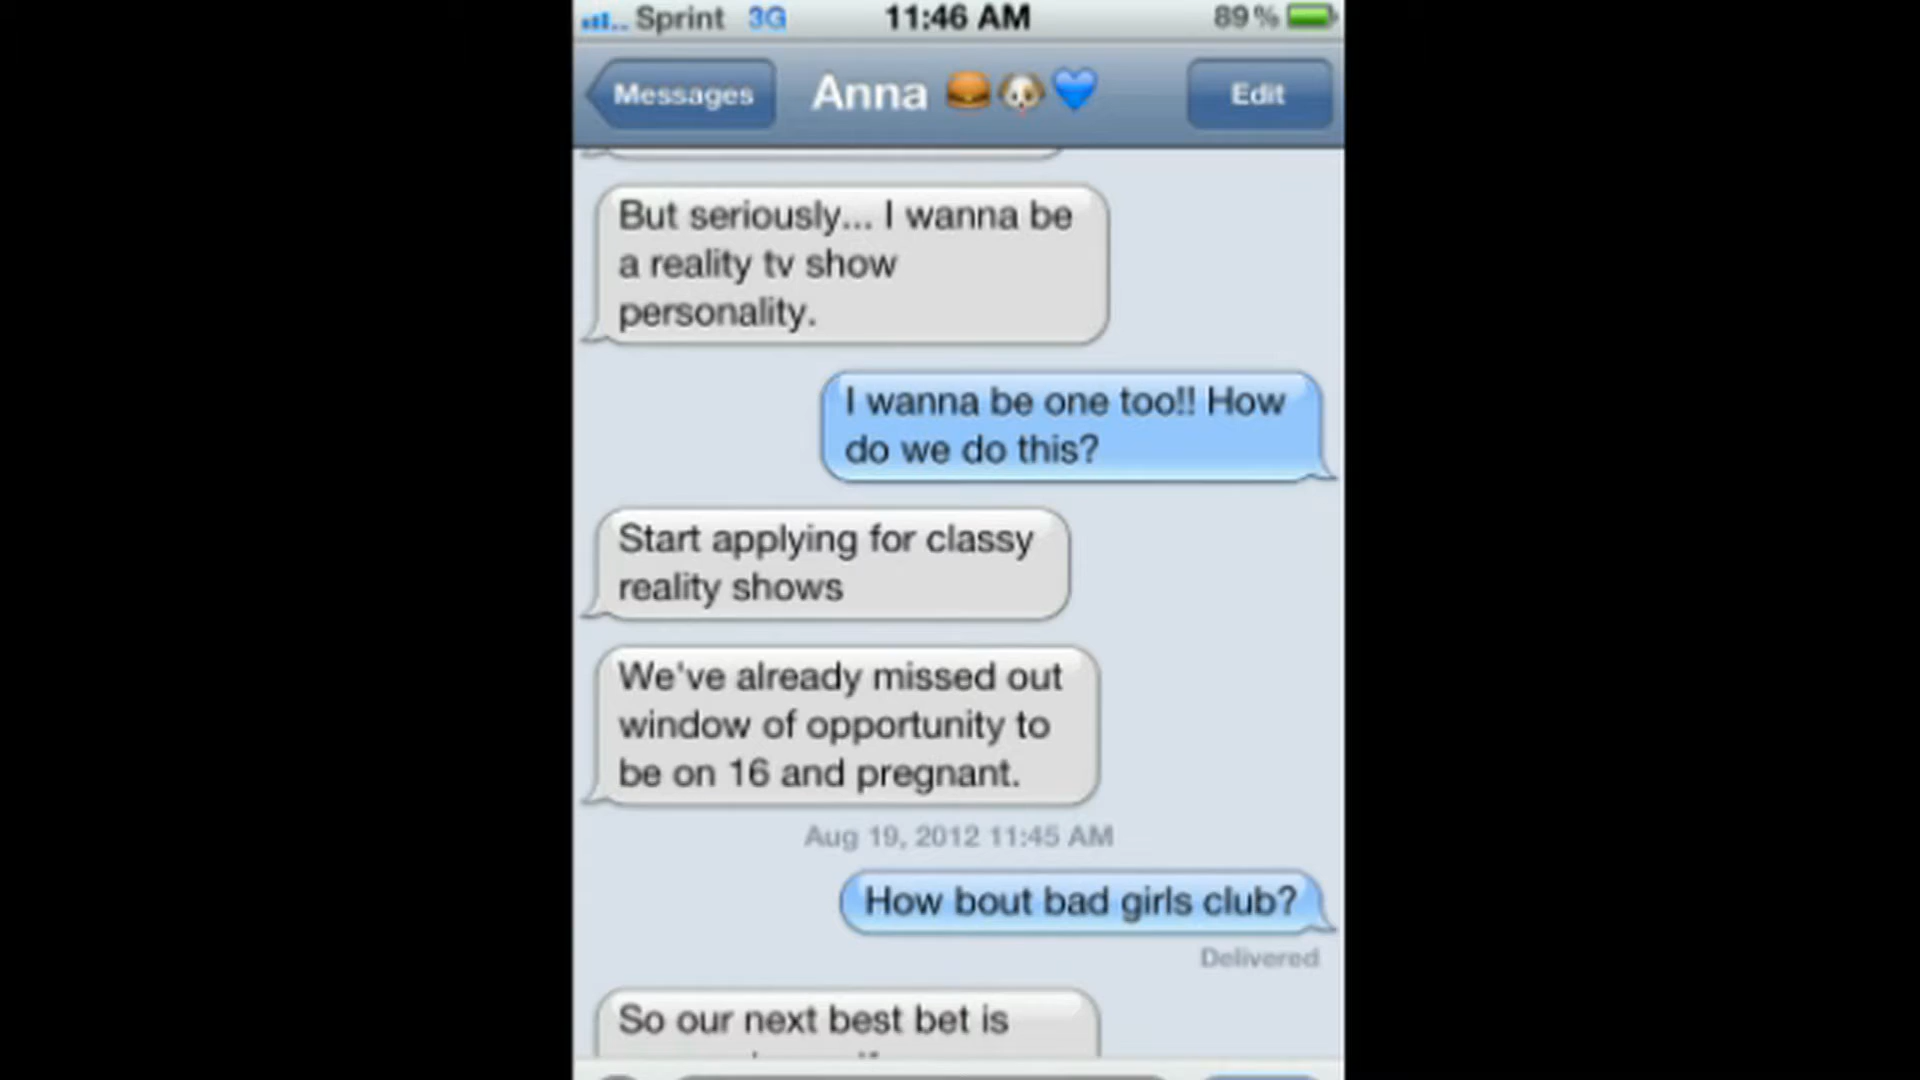 Sprint 3G 11:46 AM 89%
Messages Anna Edit
But seriously... I wanna be
a reality tv show
personality.
I wanna be one too!! How
do we do this?
Start applying for classy
reality shows
We've already missed out
window of opportunity to
be on 16 and pregnant.
Aug 19, 2012 11:45 AM
How bout bad girls club?
Delivered
So our next best bet is